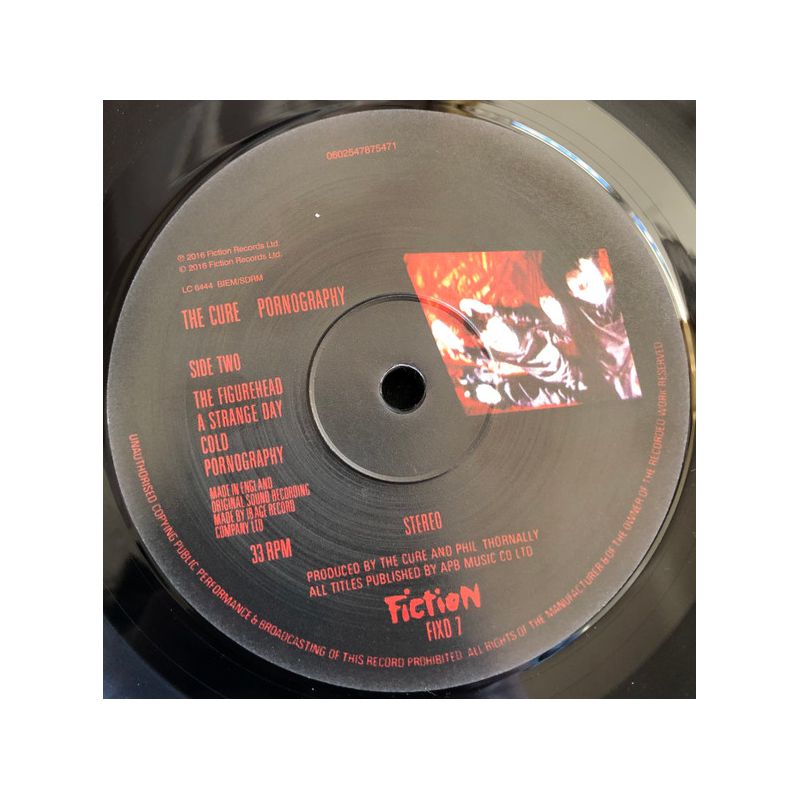 0602547875471
℗ 2016 Fiction Records Ltd.
© 2016 Fiction Records Ltd.
LC 6444 BIEM/SDRM
THE CURE PORNOGRAPHY
SIDE TWO
THE FIGUREHEAD
A STRANGE DAY
COLD
PORNOGRAPHY
MADE IN ENGLAND
ORIGINAL SOUND RECORDING
MADE BY 18 AGE RECORD
COMPANY LTD
33 RPM
STEREO
PRODUCED BY THE CURE AND PHIL THORNALLY
ALL TITLES PUBLISHED BY APB MUSIC CO LTD
Fiction
FIXD 7
UNAUTHORISED COPYING PUBLIC PERFORMANCE & BROADCASTING OF THIS RECORD PROHIBITED. ALL RIGHTS OF THE MANUFACTURER & OF THE OWNER OF THE RECORDED WORK RESERVED